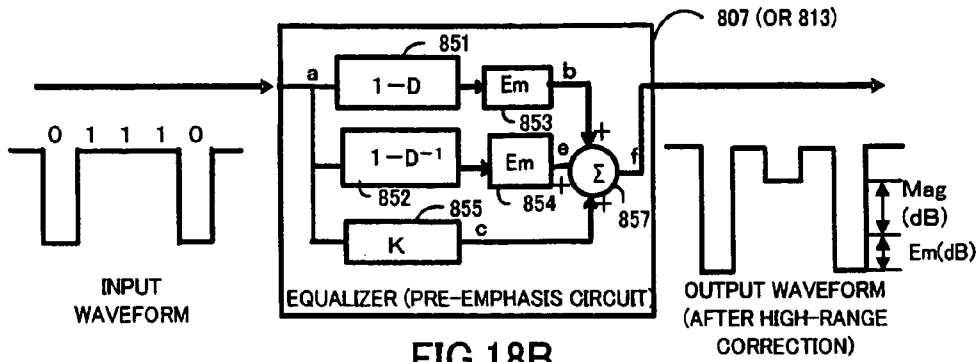 807 (OR 813)
851
a
1−D
Em
b
853
+
0 1 1 1 0
1−D⁻¹
Em
e
+
Σ
f
852
854
857
+
855
K
c
Mag
(dB)
Em(dB)
INPUT
WAVEFORM
EQUALIZER (PRE-EMPHASIS CIRCUIT)
OUTPUT WAVEFORM
(AFTER HIGH-RANGE
CORRECTION)
FIG.18B